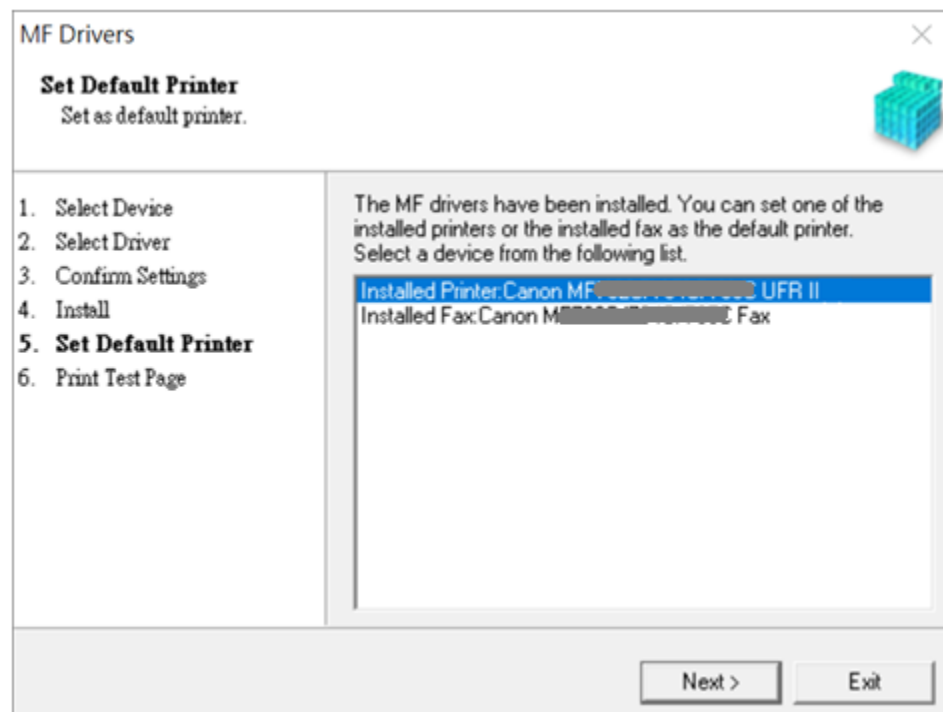 MF Drivers
Set Default Printer
Set as default printer.
1. Select Device
2. Select Driver
3. Confirm Settings
4. Install
5. Set Default Printer
6. Print Test Page
The MF drivers have been installed. You can set one of the
installed printers or the installed fax as the default printer.
Select a device from the following list.
Installed Printer:Canon MF UFR II
Installed Fax:Canon Fax
Next >
Exit